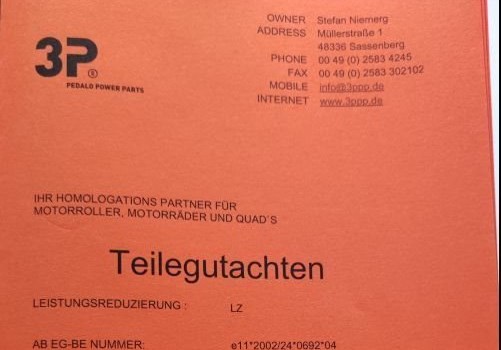 3P®
PEDALO POWER PARTS
OWNER Stefan Niemerg
ADDRESS Müllerstraße 1
48336 Sassenberg
PHONE 00 49 (0) 2583 4245
FAX 00 49 (0) 2583 302102
MOBILE info@3ppp.de
INTERNET www.3ppp.de
IHR HOMOLOGATIONS PARTNER FÜR
MOTORROLLER, MOTORRÄDER UND QUAD´S
Teilegutachten
LEISTUNGSREDUZIERUNG : LZ
AB EG-BE NUMMER: e11*2002/24*0692*04